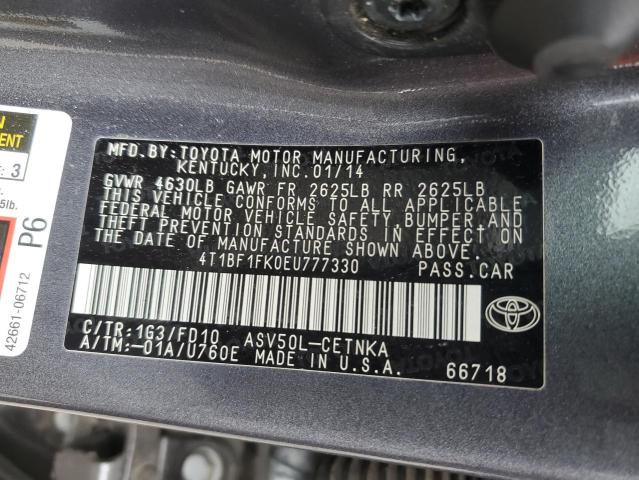 MFD.BY:TOYOTA MOTOR MANUFACTURING,
KENTUCKY, INC. 01/14
GVWR 4630LB GAWR FR 2625LB RR 2625LB
THIS VEHICLE CONFORMS TO ALL APPLICABLE
FEDERAL MOTOR VEHICLE SAFETY, BUMPER AND
THEFT PREVENTION STANDARDS IN EFFECT ON
THE DATE OF MANUFACTURE SHOWN ABOVE.
4T1BF1FK0EU777330 PASS.CAR
TOYOTA
C/TR:1G3/FD10 ASV50L-CETNKA
A/TM:-01A/U760E MADE IN U.S.A.
66718
3
P6
42661-06712